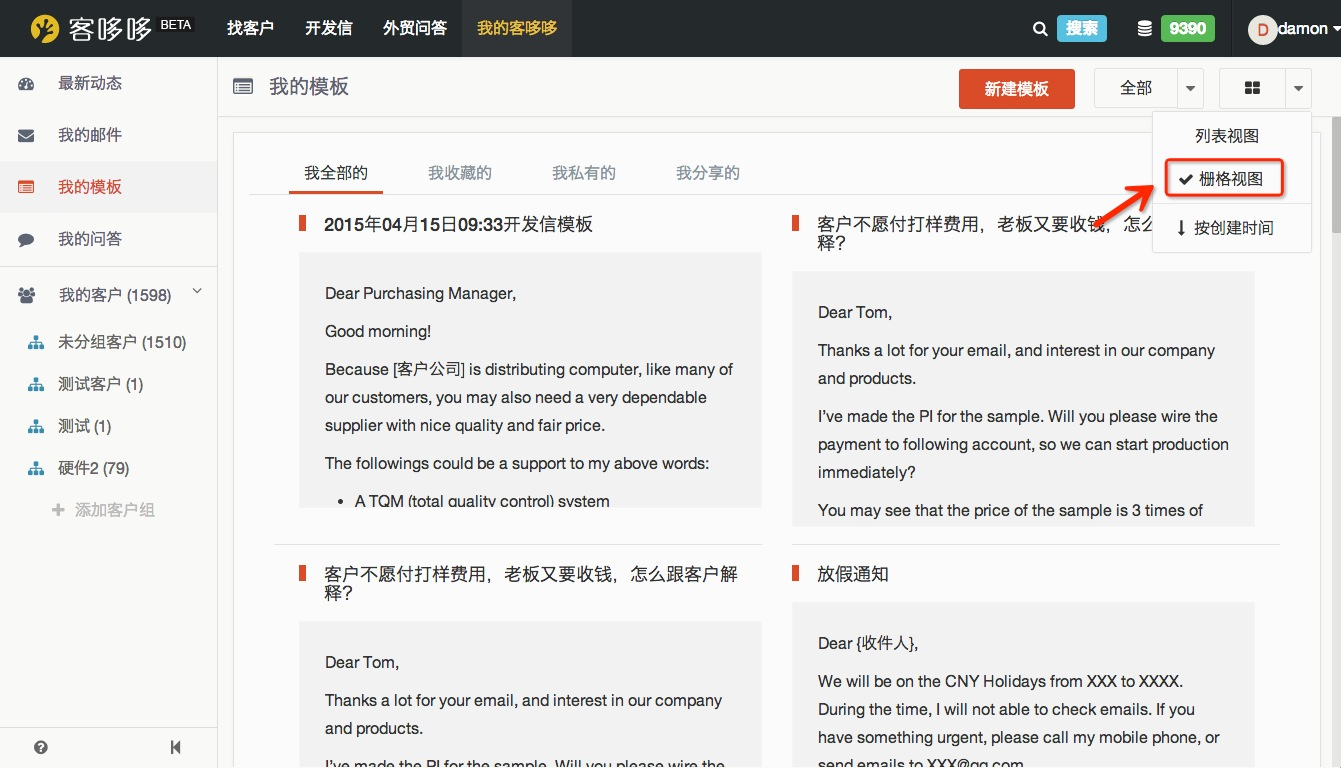 客哆哆 BETA
找客户
开发信
外贸问答
我的客哆哆
搜索
9390
D
damon
最新动态
我的邮件
我的模板
我的问答
我的客户 (1598)
未分组客户 (1510)
测试客户 (1)
测试 (1)
硬件2 (79)
添加客户组
我的模板
新建模板
全部
列表视图
栅格视图
按创建时间
我全部的
我收藏的
我私有的
我分享的
2015年04月15日09:33开发信模板
Dear Purchasing Manager,
Good morning!
Because [客户公司] is distributing computer, like many of
our customers, you may also need a very dependable
supplier with nice quality and fair price.
The followings could be a support to my above words:
• A TQM (total quality control) system
客户不愿付打样费用，老板又要收钱，怎么
释？
Dear Tom,
Thanks a lot for your email, and interest in our company
and products.
I’ve made the PI for the sample. Will you please wire the
payment to following account, so we can start production
immediately?
You may see that the price of the sample is 3 times of
客户不愿付打样费用，老板又要收钱，怎么跟客户解
释？
Dear Tom,
Thanks a lot for your email, and interest in our company
and products.
I’ve made the PI for the sample. Will you please wire the
放假通知
Dear {收件人},
We will be on the CNY Holidays from XXX to XXXX.
During the time, I will not able to check emails. If you
have something urgent, please call my mobile phone, or
send emails to XXX@qq.com